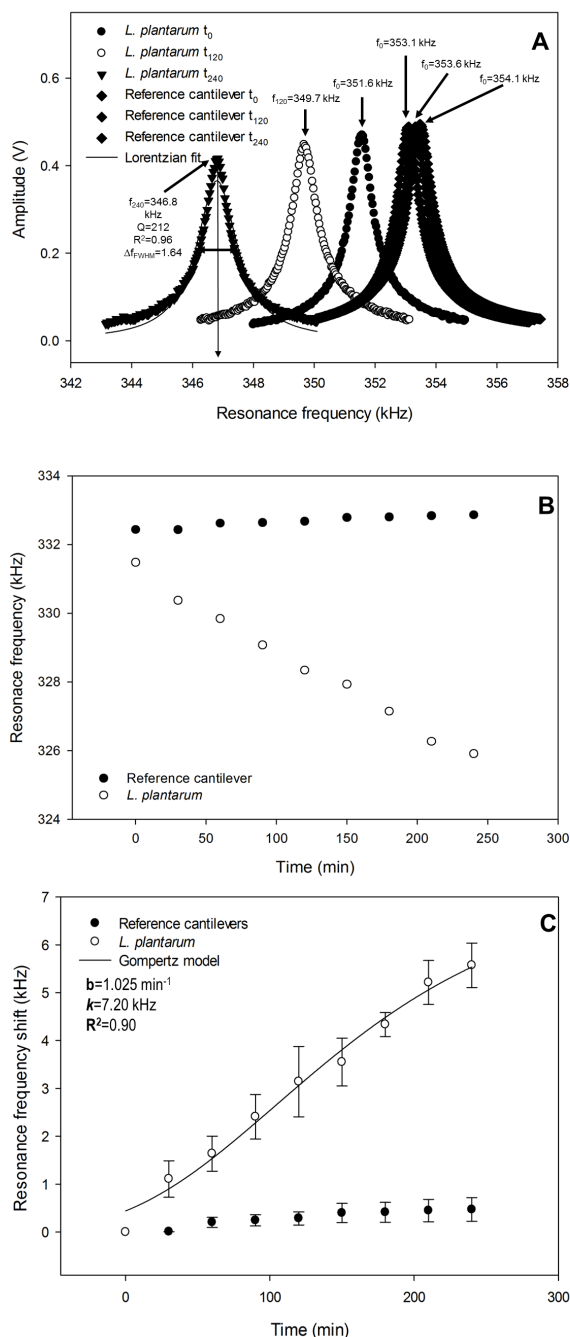 A
L. plantarum t0
L. plantarum t120
L. plantarum t240
Reference cantilever t0
Reference cantilever t120
Reference cantilever t240
Lorentzian fit
f0=353.1 kHz
f0=353.6 kHz
f0=354.1 kHz
f0=351.6 kHz
f120=349.7 kHz
f240=346.8
kHz
Q=212
R2=0.96
ΔfFWHM=1.64
Amplitude (V)
0.6
0.4
0.2
0.0
342 344 346 348 350 352 354 356 358
Resonance frequency (kHz)
B
Resonace frequency (kHz)
334
332
330
328
326
324
Reference cantilever
L. plantarum
0 50 100 150 200 250 300
Time (min)
C
Resonance frequency shift (kHz)
7
6
5
4
3
2
1
0
Reference cantilevers
L. plantarum
Gompertz model
b=1.025 min-1
k=7.20 kHz
R2=0.90
0 100 200 300
Time (min)